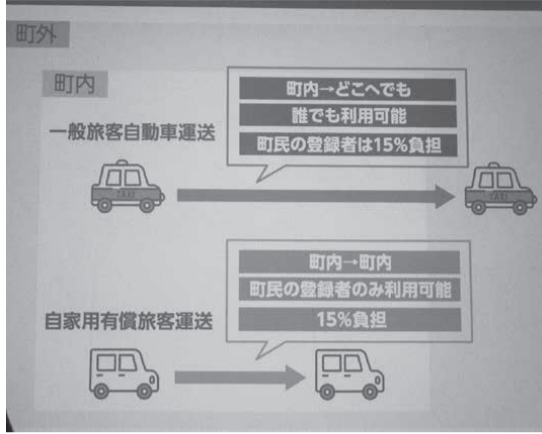 町外
町内
町内→どこへでも
誰でも利用可能
町民の登録者は15%負担
一般旅客自動車運送
TAXI
TAXI
町内→町内
町民の登録者のみ利用可能
15%負担
自家用有償旅客運送